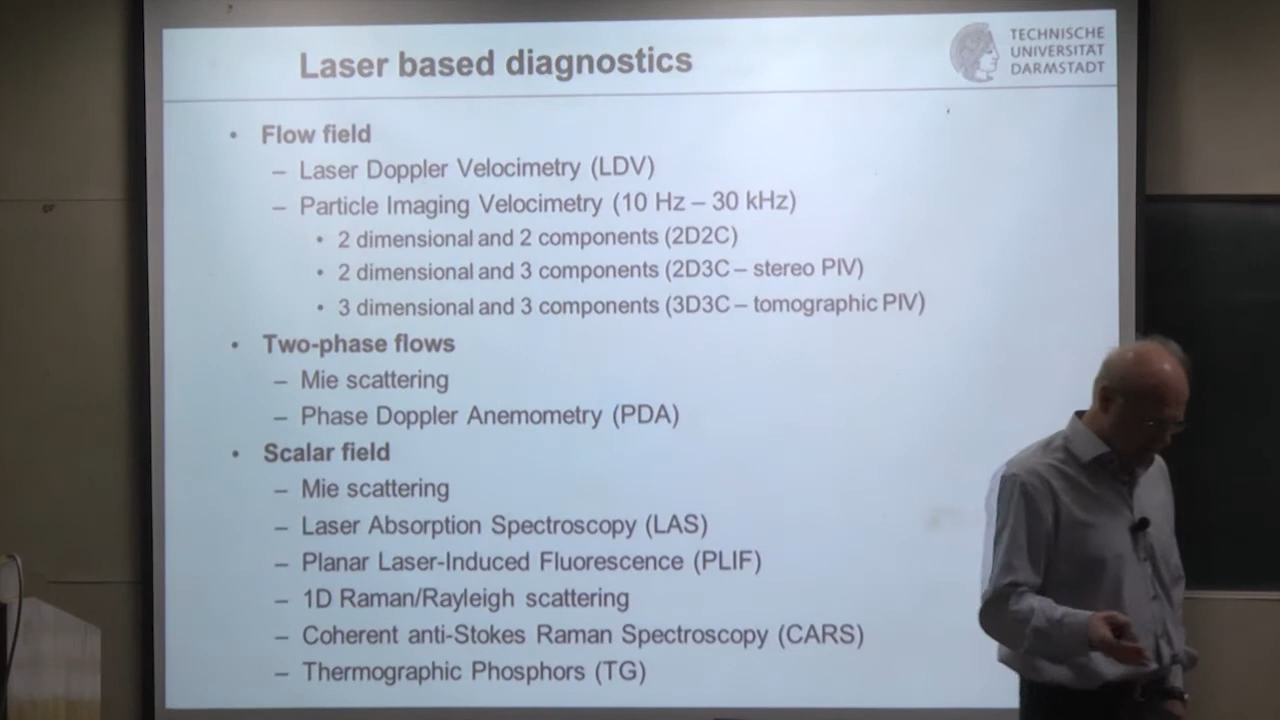 Laser based diagnostics
TECHNISCHE
UNIVERSITÄT
DARMSTADT
• Flow field
– Laser Doppler Velocimetry (LDV)
– Particle Imaging Velocimetry (10 Hz – 30 kHz)
• 2 dimensional and 2 components (2D2C)
• 2 dimensional and 3 components (2D3C – stereo PIV)
• 3 dimensional and 3 components (3D3C – tomographic PIV)
• Two-phase flows
– Mie scattering
– Phase Doppler Anemometry (PDA)
• Scalar field
– Mie scattering
– Laser Absorption Spectroscopy (LAS)
– Planar Laser-Induced Fluorescence (PLIF)
– 1D Raman/Rayleigh scattering
– Coherent anti-Stokes Raman Spectroscopy (CARS)
– Thermographic Phosphors (TG)